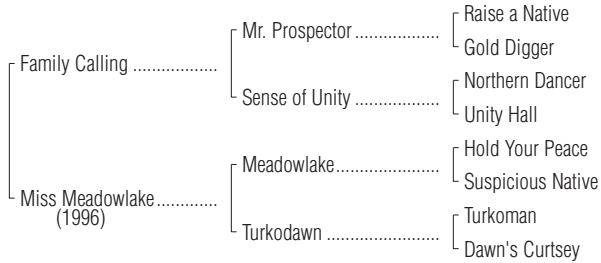 Raise a Native
Mr. Prospector ..................
Gold Digger
Family Calling .................
Northern Dancer
Sense of Unity ..................
Unity Hall
Hold Your Peace
Meadowlake......................
Suspicious Native
Miss Meadowlake.............
(1996)
Turkoman
Turkodawn ........................
Dawn's Curtsey